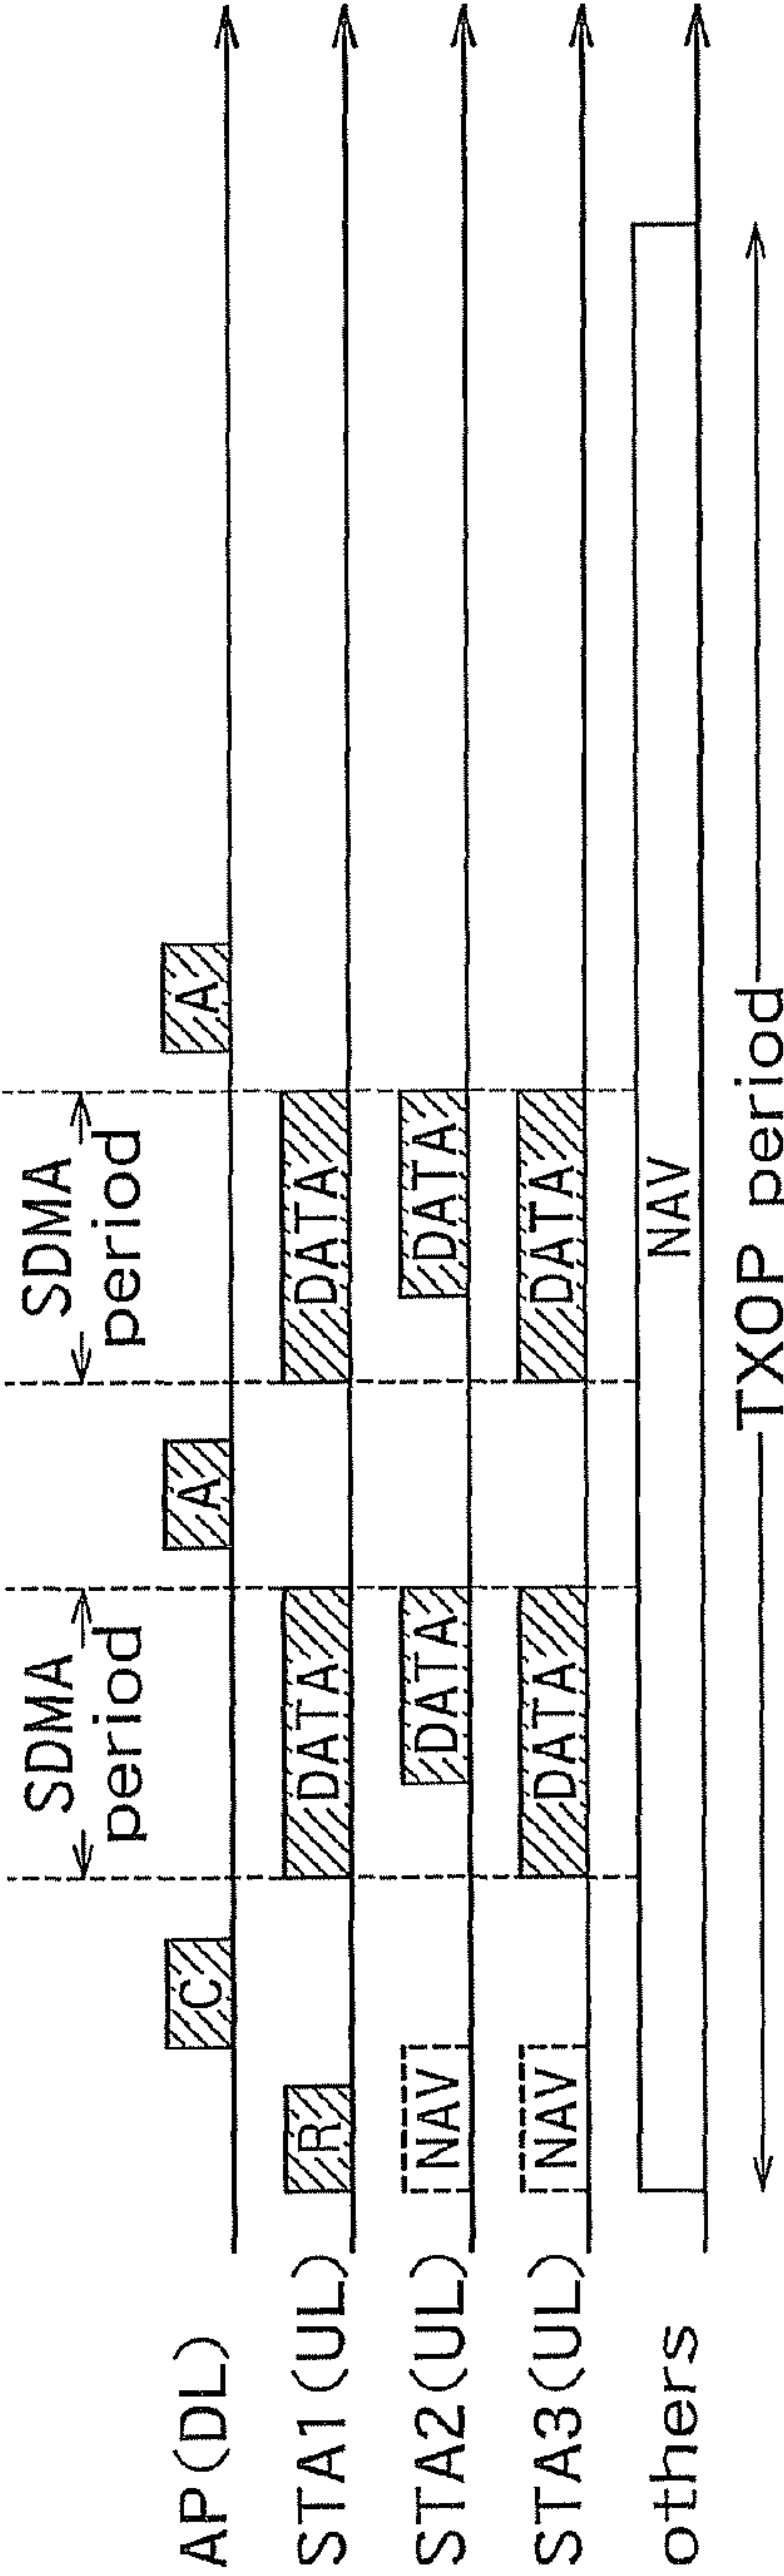 SDMA
period
SDMA
period
AP(DL)
C
A
A
STA1(UL)
R
DATA
DATA
STA2(UL)
NAV
DATA
DATA
STA3(UL)
NAV
DATA
DATA
others
NAV
TXOP period